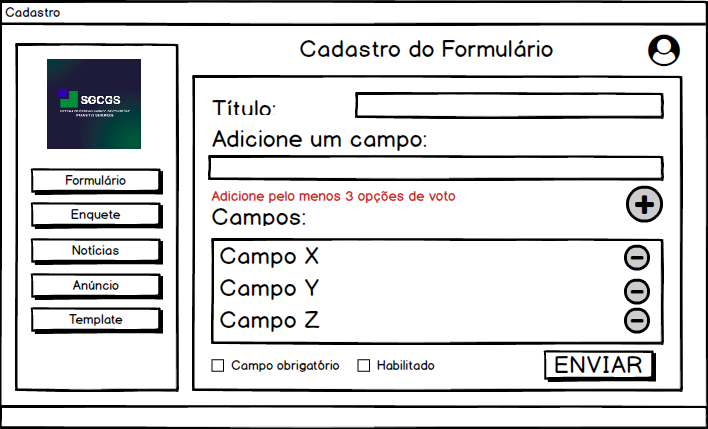 Cadastro
Cadastro do Formulário
SGCGS
Formulário
Enquete
Notícias
Anúncio
Template
Título:
Adicione um campo:
Adicione pelo menos 3 opções de voto
Campos:
Campo X
Campo Y
Campo Z
Campo obrigatório
Habilitado
ENVIAR